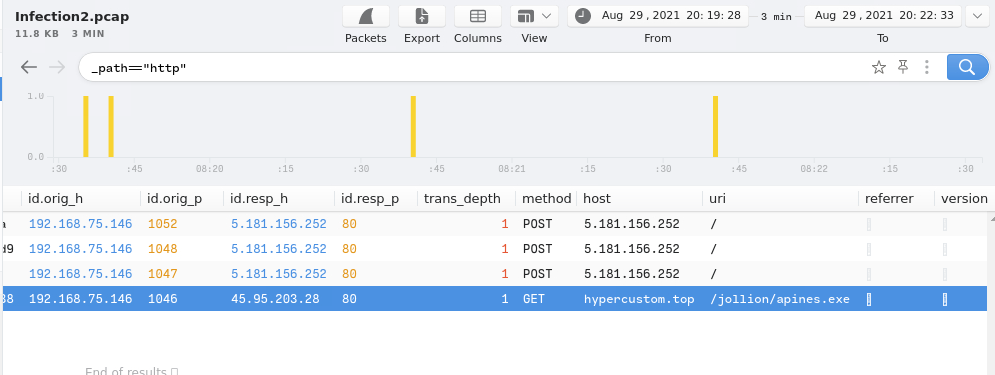 Infection2.pcap
11.8 KB 3 MIN
Packets Export Columns View
Aug 29, 2021 20:19:28 3 min Aug 29, 2021 20:22:33
From To
_path=="http"
1.0
0.0
:30 :45 08:20 :15 :30 :45 08:21 :15 :30 :45 08:22 :15 :30
id.orig_h id.orig_p id.resp_h id.resp_p trans_depth method host uri referrer version
a 192.168.75.146 1052 5.181.156.252 80 1 POST 5.181.156.252 /
d9 192.168.75.146 1048 5.181.156.252 80 1 POST 5.181.156.252 /
192.168.75.146 1047 5.181.156.252 80 1 POST 5.181.156.252 /
38 192.168.75.146 1046 45.95.203.28 80 1 GET hypercustom.top /jollion/apines.exe
End of results